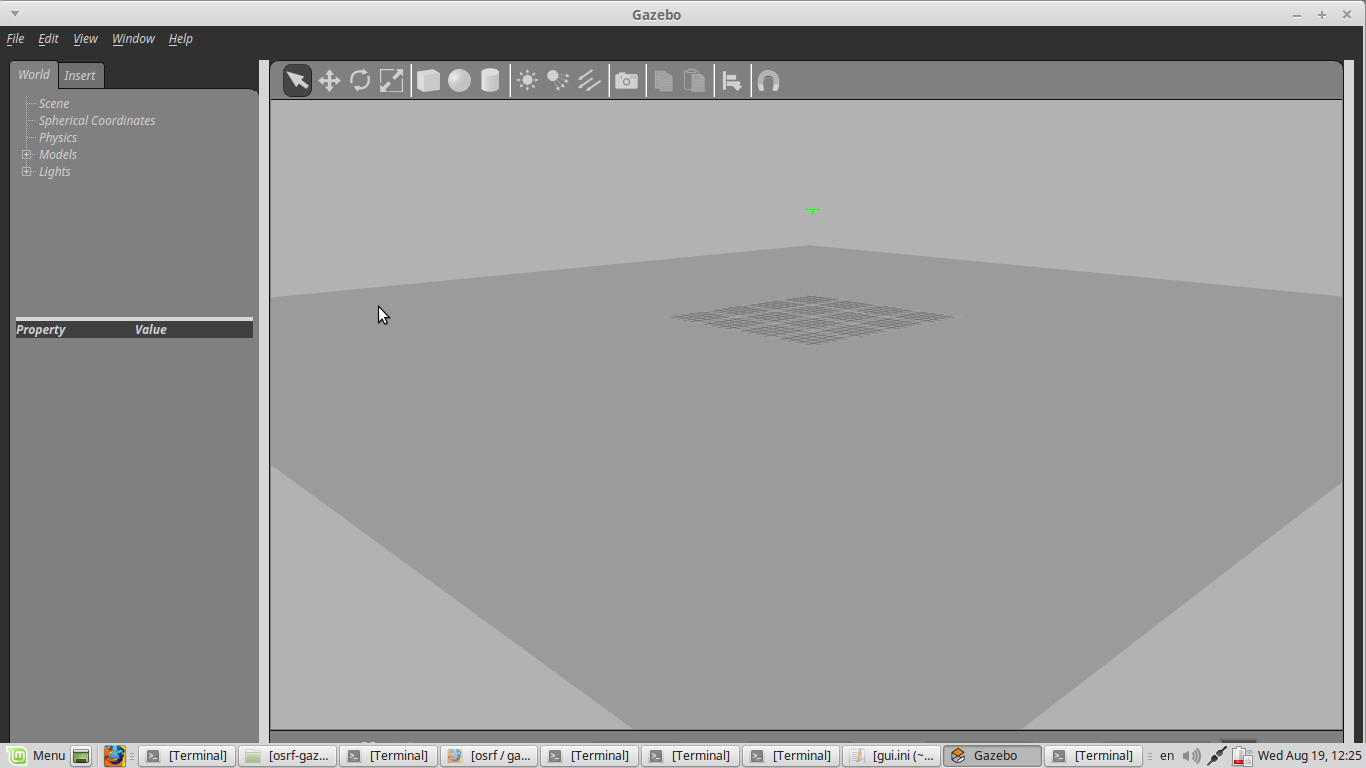 Gazebo
File Edit View Window Help
World Insert
Scene
Spherical Coordinates
Physics
Models
Lights
Property Value
Menu [Terminal] [osrf-gaz... [Terminal] [osrf / ga... [Terminal] [Terminal] [Terminal] [gui.ini (~... Gazebo [Terminal] en Wed Aug 19, 12:25